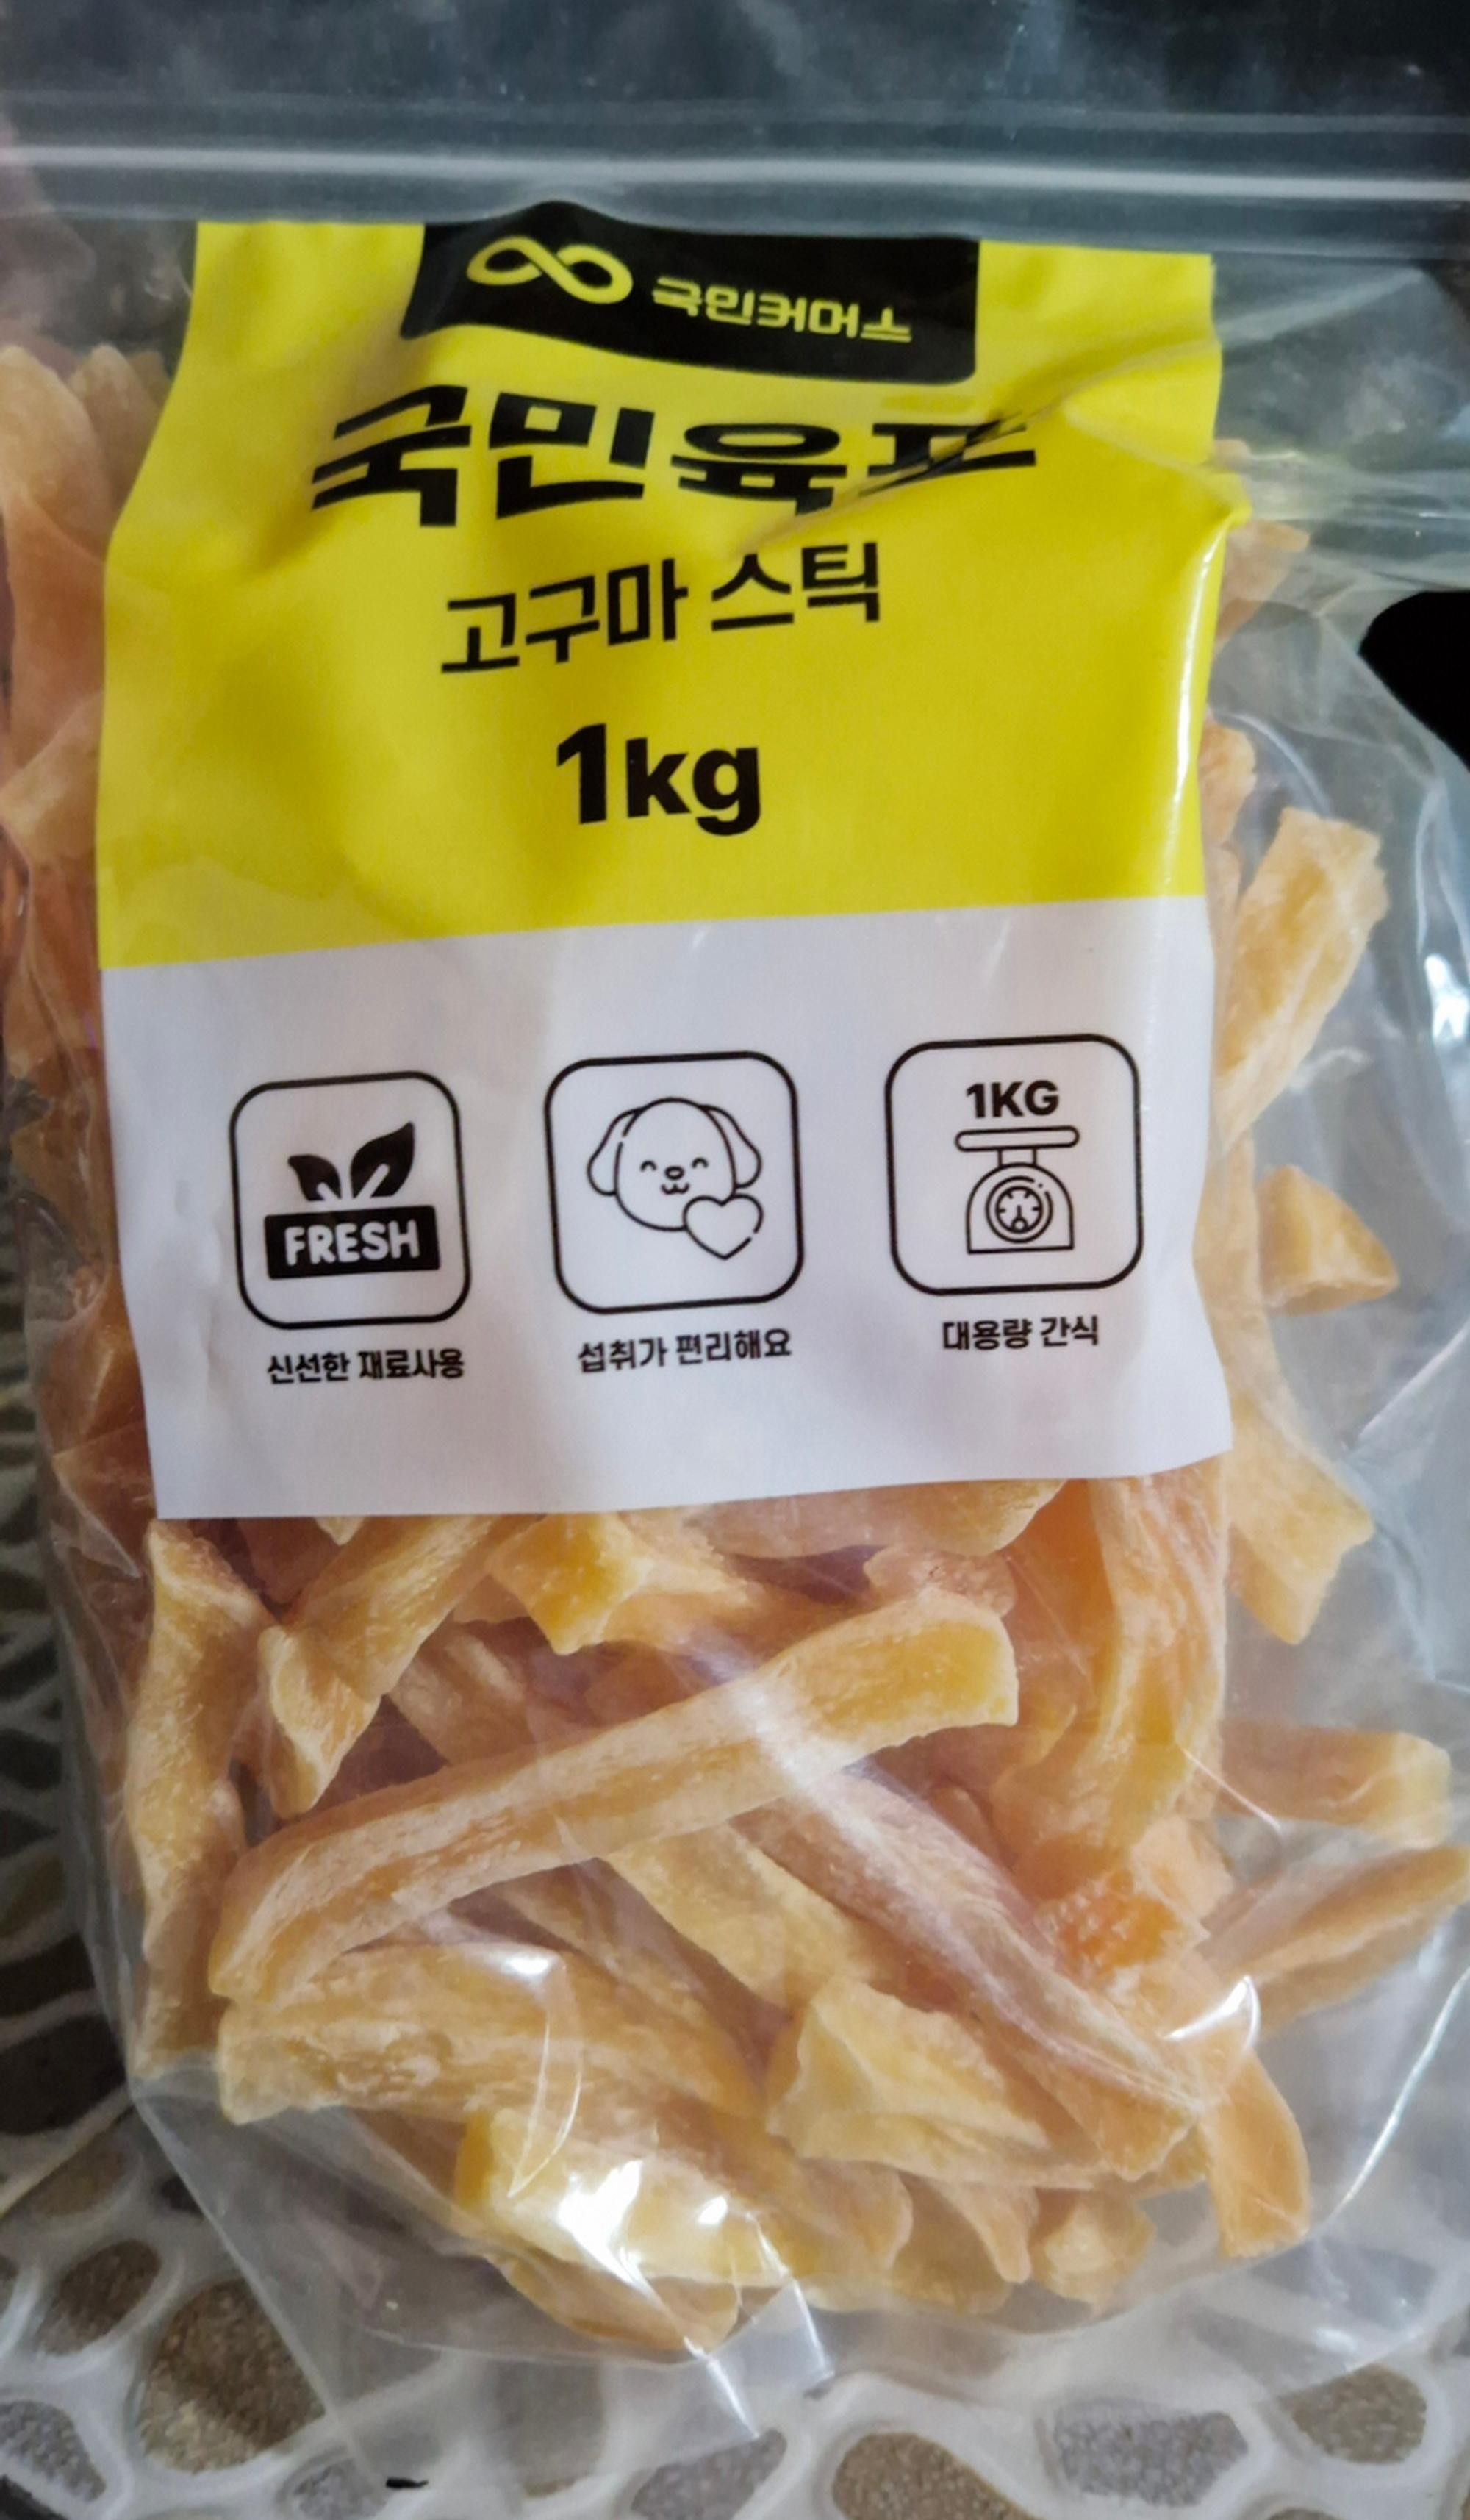 국민커머스
국민육포
고구마 스틱
1kg
1KG
FRESH
신선한 재료사용
섭취가 편리해요
대용량 간식